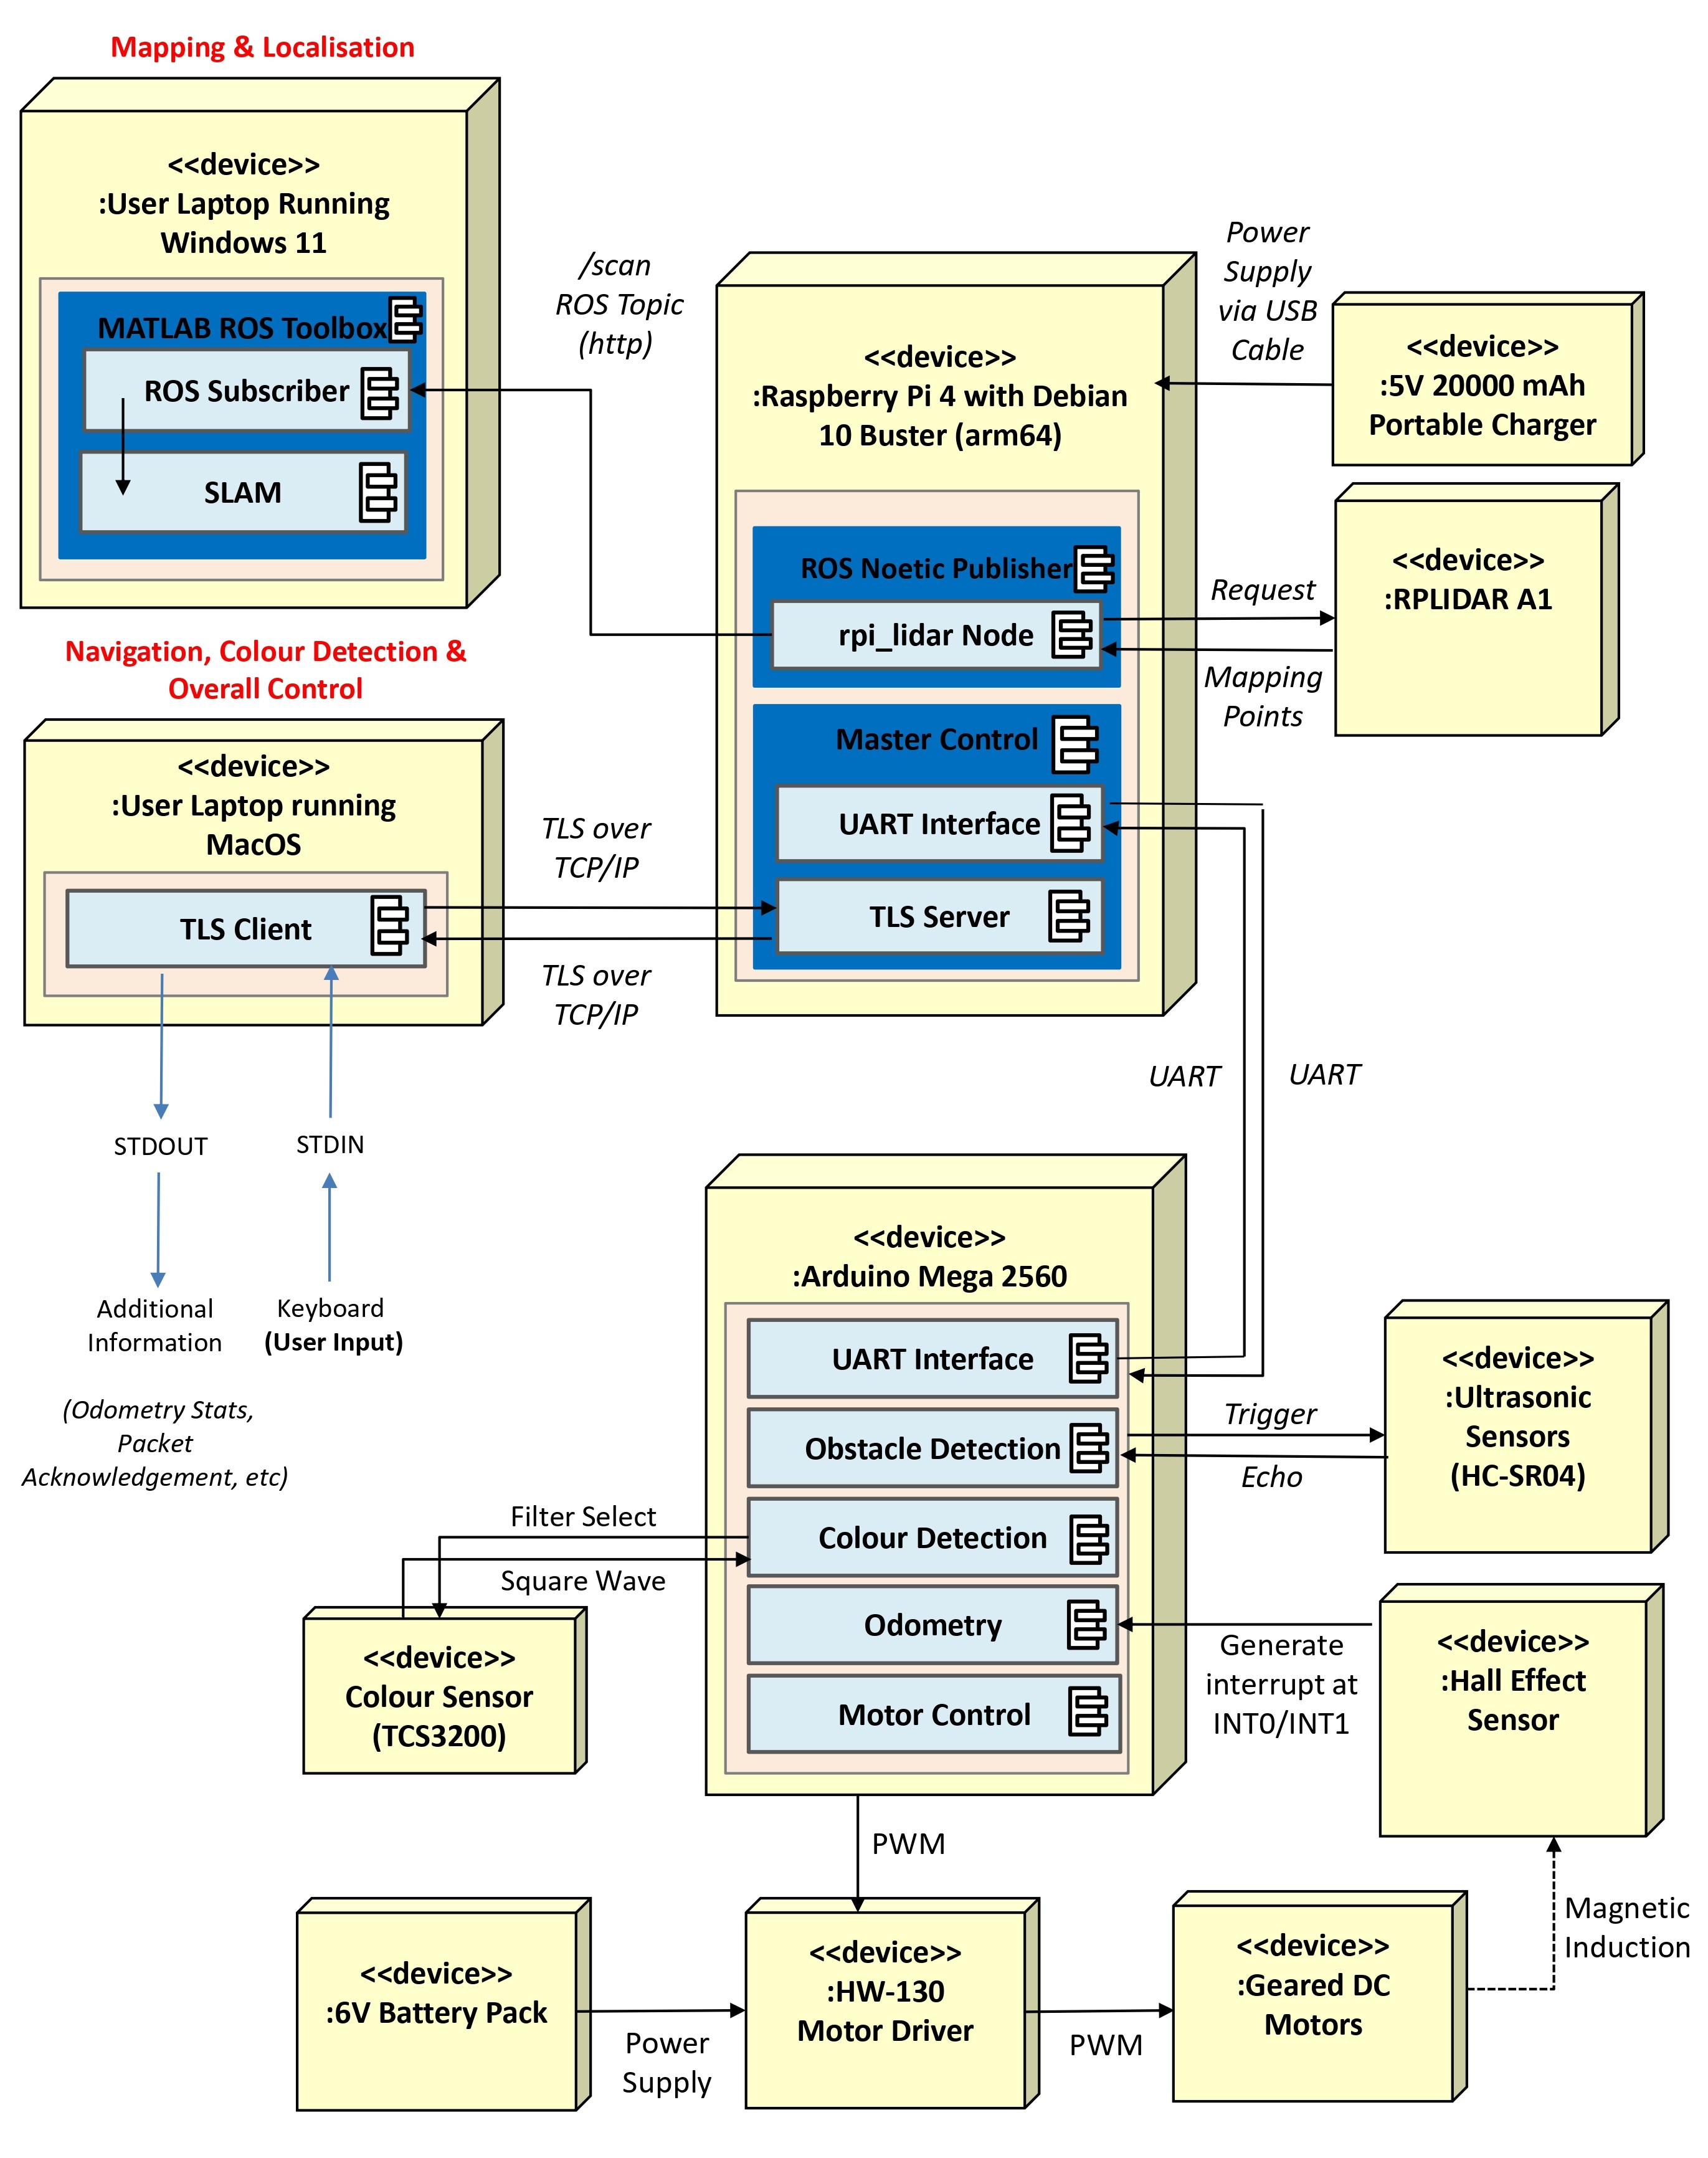 Mapping & Localisation
<<device>>
:User Laptop Running
Windows 11
MATLAB ROS Toolbox
ROS Subscriber
SLAM
/scan
ROS Topic
(http)
<<device>>
:Raspberry Pi 4 with Debian
10 Buster (arm64)
ROS Noetic Publisher
rpi_lidar Node
Master Control
UART Interface
TLS Server
Power
Supply
via USB
Cable
<<device>>
:5V 20000 mAh
Portable Charger
Request
Mapping
Points
<<device>>
:RPLIDAR A1
Navigation, Colour Detection &
Overall Control
<<device>>
:User Laptop running
MacOS
TLS Client
TLS over
TCP/IP
TLS over
TCP/IP
STDOUT
STDIN
Additional
Information
Keyboard
(User Input)
(Odometry Stats,
Packet
Acknowledgement, etc)
UART
UART
<<device>>
:Arduino Mega 2560
UART Interface
Obstacle Detection
Colour Detection
Odometry
Motor Control
Trigger
Echo
<<device>>
:Ultrasonic
Sensors
(HC-SR04)
Filter Select
Square Wave
<<device>>
Colour Sensor
(TCS3200)
Generate
interrupt at
INT0/INT1
<<device>>
:Hall Effect
Sensor
PWM
Magnetic
Induction
<<device>>
:6V Battery Pack
Power
Supply
<<device>>
:HW-130
Motor Driver
PWM
<<device>>
:Geared DC
Motors